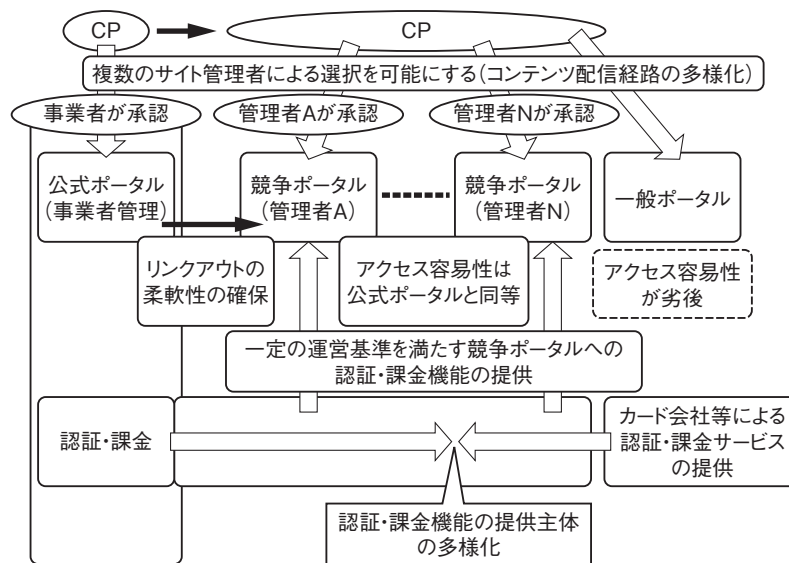 CP
CP
複数のサイト管理者による選択を可能にする(コンテンツ配信経路の多様化)
事業者が承認
管理者Aが承認
管理者Nが承認
公式ポータル
(事業者管理)
競争ポータル
(管理者A)
競争ポータル
(管理者N)
一般ポータル
リンクアウトの
柔軟性の確保
アクセス容易性は
公式ポータルと同等
アクセス容易性
が劣後
一定の運営基準を満たす競争ポータルへの
認証・課金機能の提供
認証・課金
カード会社等による
認証・課金サービス
の提供
認証・課金機能の提供主体
の多様化